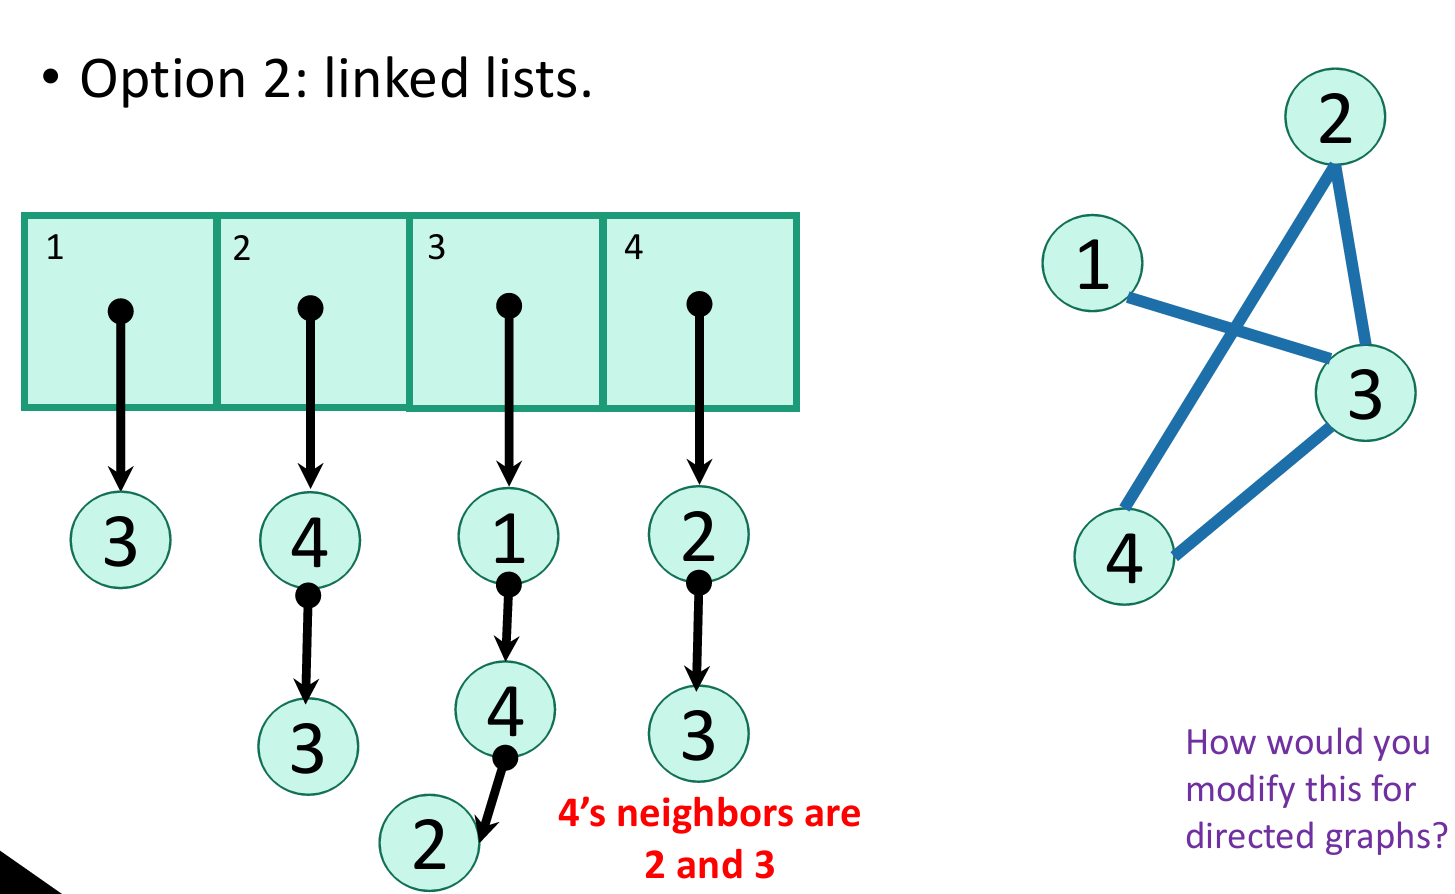 • Option 2: linked lists.
1 2 3 4
3 4 1 2
3 4 3
2
4’s neighbors are
2 and 3
2
1
3
4
How would you
modify this for
directed graphs?